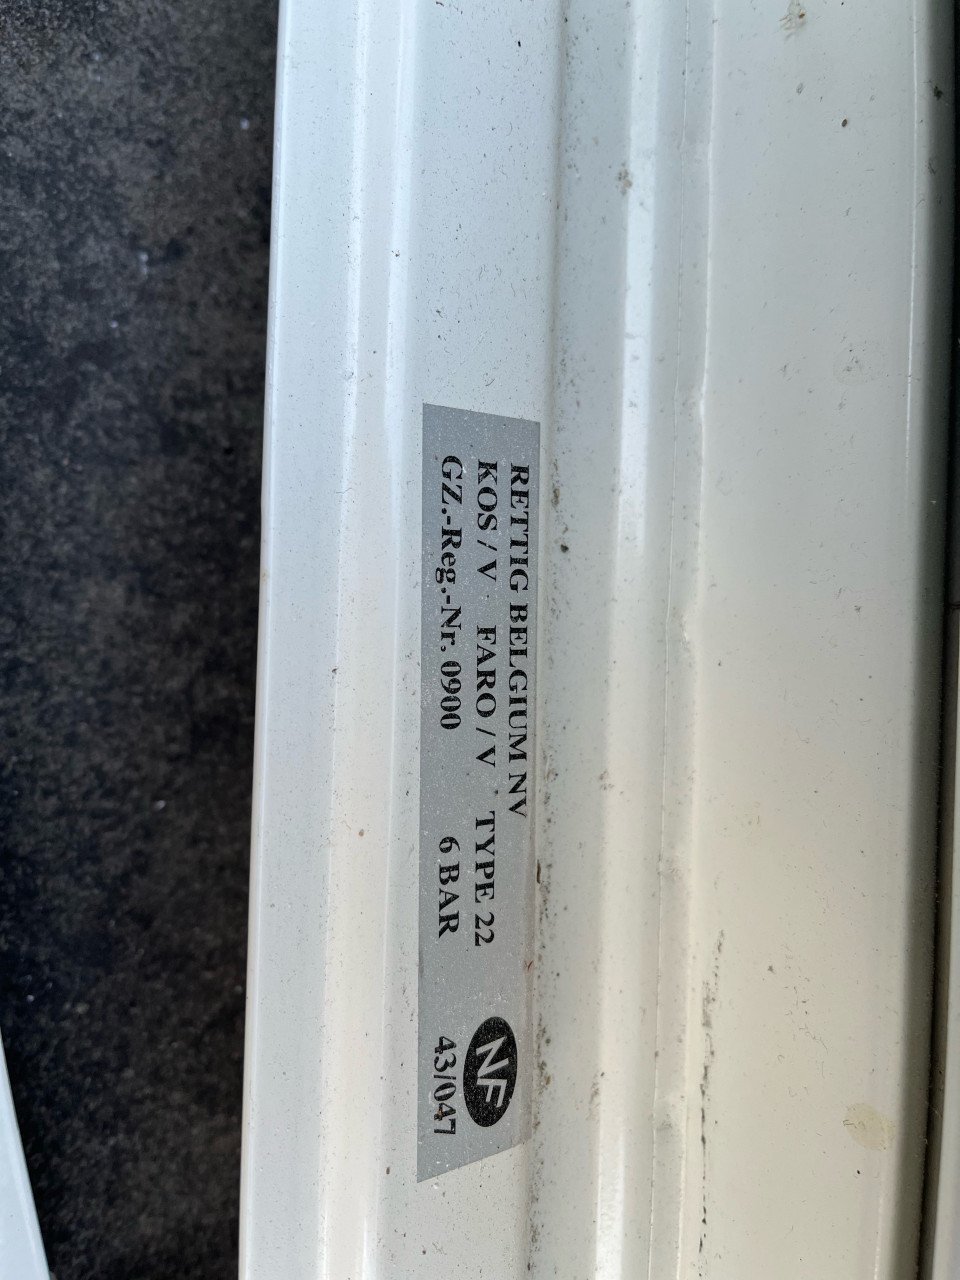 RETTIG BELGIUM NV
KOS / V FARO / V TYPE 22
GZ.-Reg.-Nr. 0900 6 BAR
NF
43/047